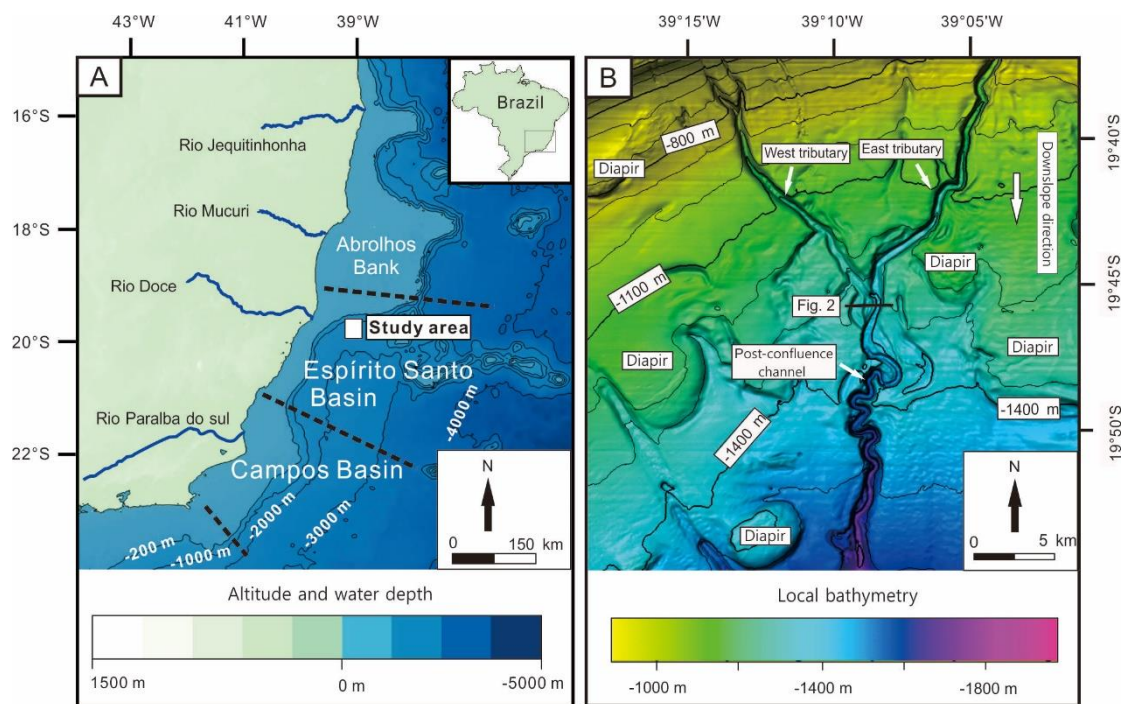 43°W 41°W 39°W
39°15'W 39°10'W 39°05'W
A
Brazil
16°S
18°S
20°S
22°S
Rio Jequitinhonha
Rio Mucuri
Abrolhos
Bank
Rio Doce
Study area
Espírito Santo
Basin
Rio Paralba do sul
-4000 m
Campos Basin
-200 m
-1000 m
-2000 m
-3000 m
N
0 150 km
Altitude and water depth
1500 m 0 m -5000 m
B
-800 m
West tributary
East tributary
Diapir
Downslope direction
19°40'S
-1100 m
Diapir
19°45'S
Fig. 2
Diapir
Post-confluence
channel
Diapir
-1400 m
-1400 m
19°50'S
Diapir
N
0 5 km
Local bathymetry
-1000 m -1400 m -1800 m